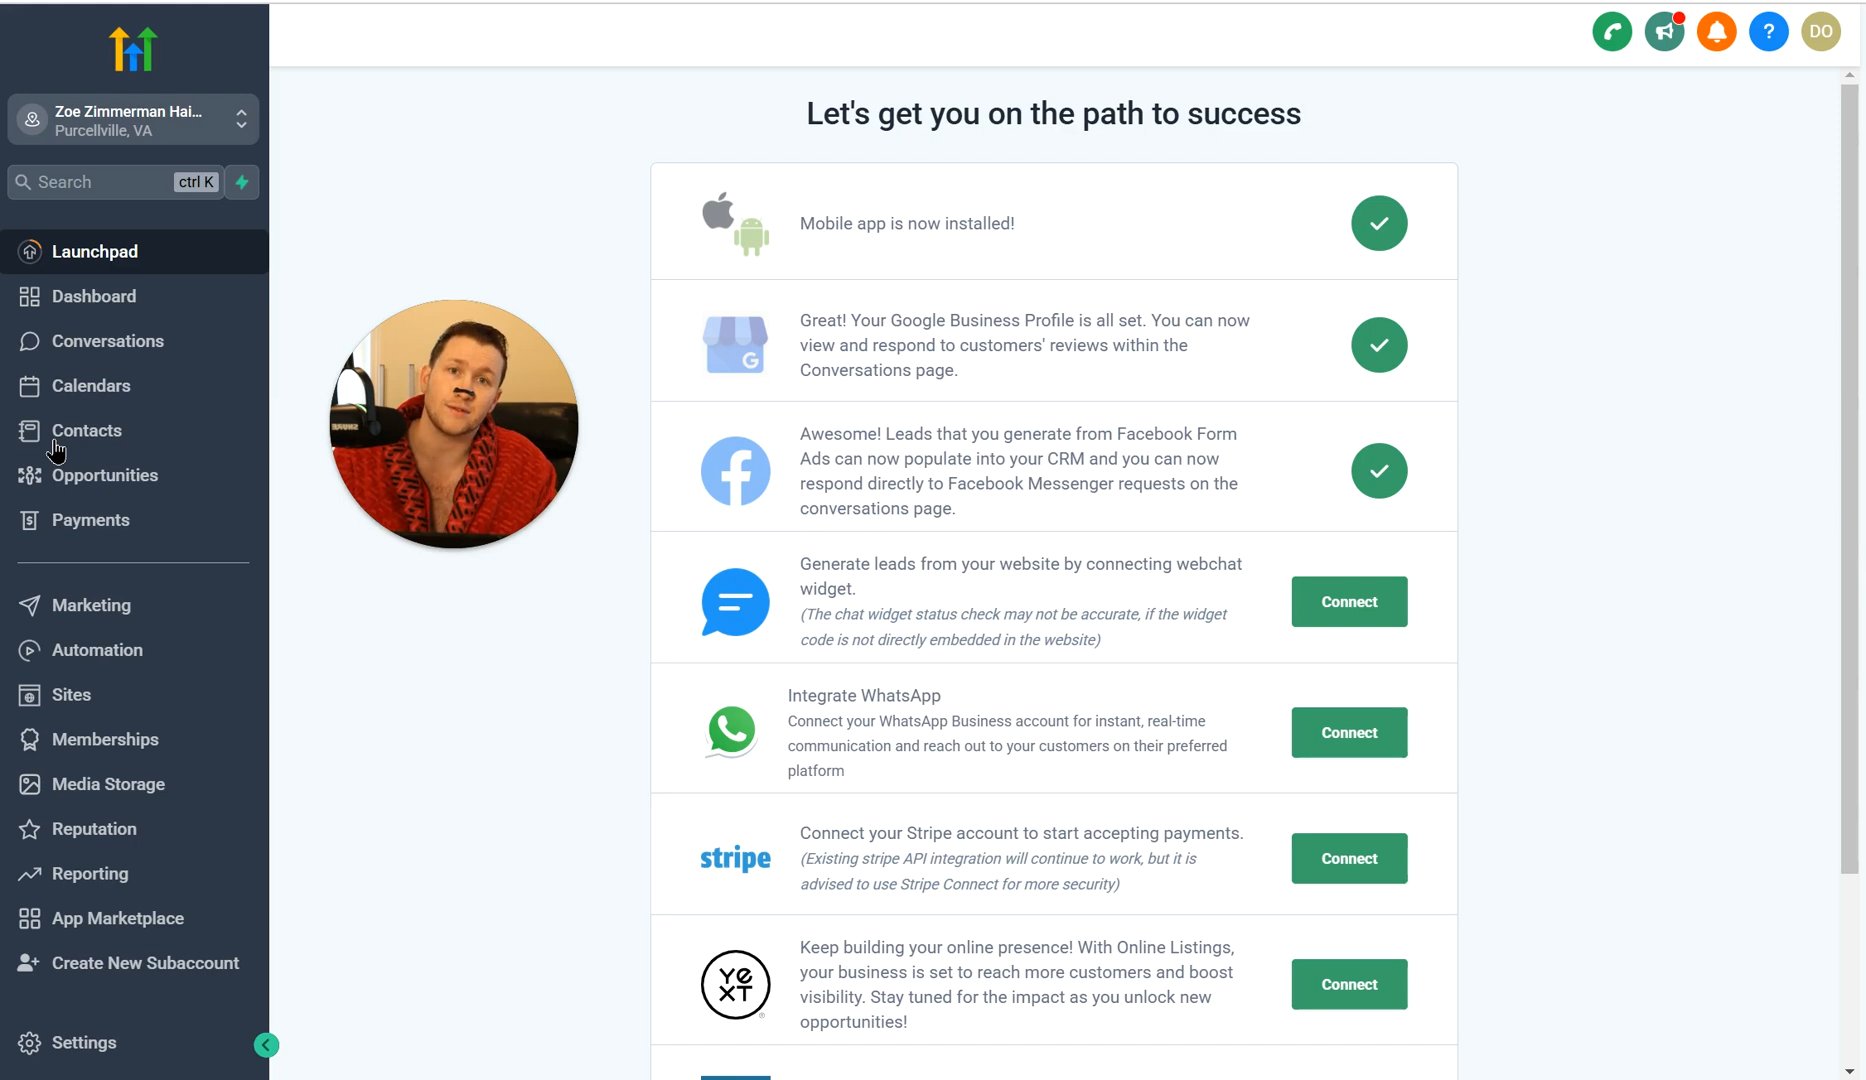 Zoe Zimmerman Hai...
Purcellville, VA
Search
ctrl K
Launchpad
Dashboard
Conversations
Calendars
Contacts
Opportunities
Payments
Marketing
Automation
Sites
Memberships
Media Storage
Reputation
Reporting
App Marketplace
Create New Subaccount
Settings
?
DO
Let's get you on the path to success
Mobile app is now installed!
G
Great! Your Google Business Profile is all set. You can now
view and respond to customers' reviews within the
Conversations page.
Awesome! Leads that you generate from Facebook Form
Ads can now populate into your CRM and you can now
respond directly to Facebook Messenger requests on the
conversations page.
Generate leads from your website by connecting webchat
widget.
(The chat widget status check may not be accurate, if the widget
code is not directly embedded in the website)
Connect
Integrate WhatsApp
Connect your WhatsApp Business account for instant, real-time
communication and reach out to your customers on their preferred
platform
Connect
stripe
Connect your Stripe account to start accepting payments.
(Existing stripe API integration will continue to work, but it is
advised to use Stripe Connect for more security)
Connect
YEXT
Keep building your online presence! With Online Listings,
your business is set to reach more customers and boost
visibility. Stay tuned for the impact as you unlock new
opportunities!
Connect